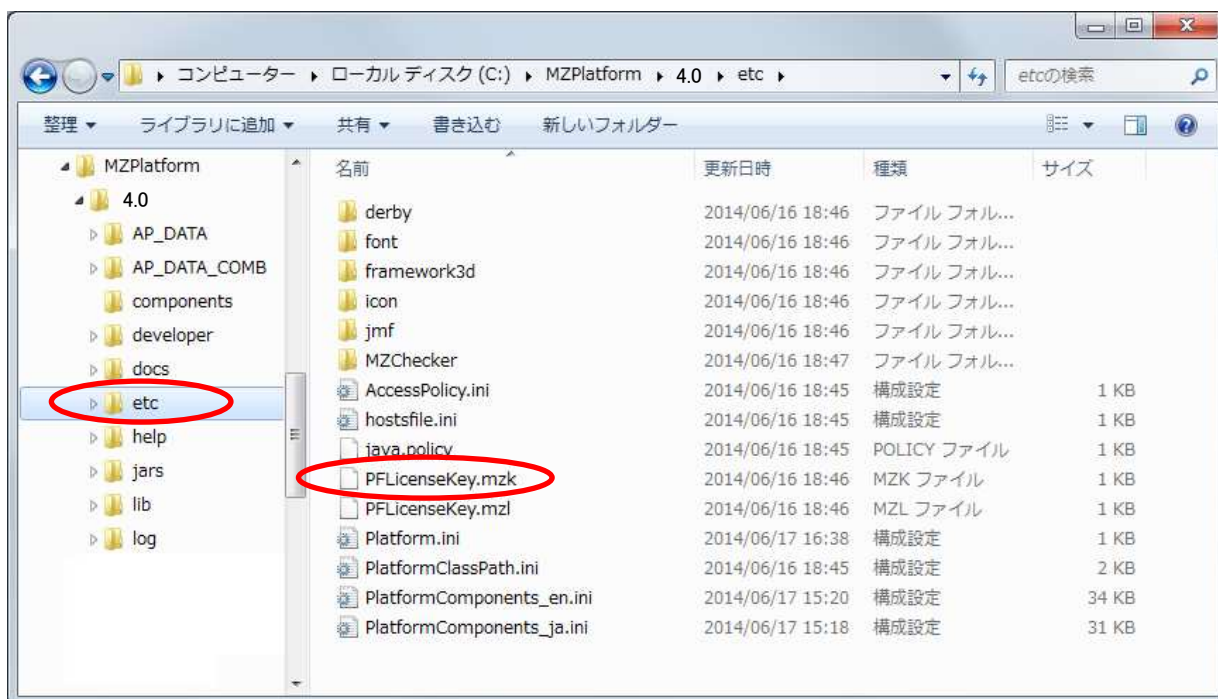 コンピューター ローカル ディスク (C:) MZPlatform 4.0 etc etcの検索
整理 ライブラリに追加 共有 書き込む 新しいフォルダー
MZPlatform
4.0
AP_DATA
AP_DATA_COMB
components
developer
docs
etc
help
jars
lib
log
名前 更新日時 種類 サイズ
derby 2014/06/16 18:46 ファイル フォル...
font 2014/06/16 18:46 ファイル フォル...
framework3d 2014/06/16 18:46 ファイル フォル...
icon 2014/06/16 18:46 ファイル フォル...
jmf 2014/06/16 18:46 ファイル フォル...
MZChecker 2014/06/16 18:47 ファイル フォル...
AccessPolicy.ini 2014/06/16 18:45 構成設定 1 KB
hostsfile.ini 2014/06/16 18:45 構成設定 1 KB
java.policy 2014/06/16 18:45 POLICY ファイル 1 KB
PFLicenseKey.mzk 2014/06/16 18:46 MZK ファイル 1 KB
PFLicenseKey.mzl 2014/06/16 18:46 MZL ファイル 1 KB
Platform.ini 2014/06/17 16:38 構成設定 1 KB
PlatformClassPath.ini 2014/06/16 18:45 構成設定 2 KB
PlatformComponents_en.ini 2014/06/17 15:20 構成設定 34 KB
PlatformComponents_ja.ini 2014/06/17 15:18 構成設定 31 KB